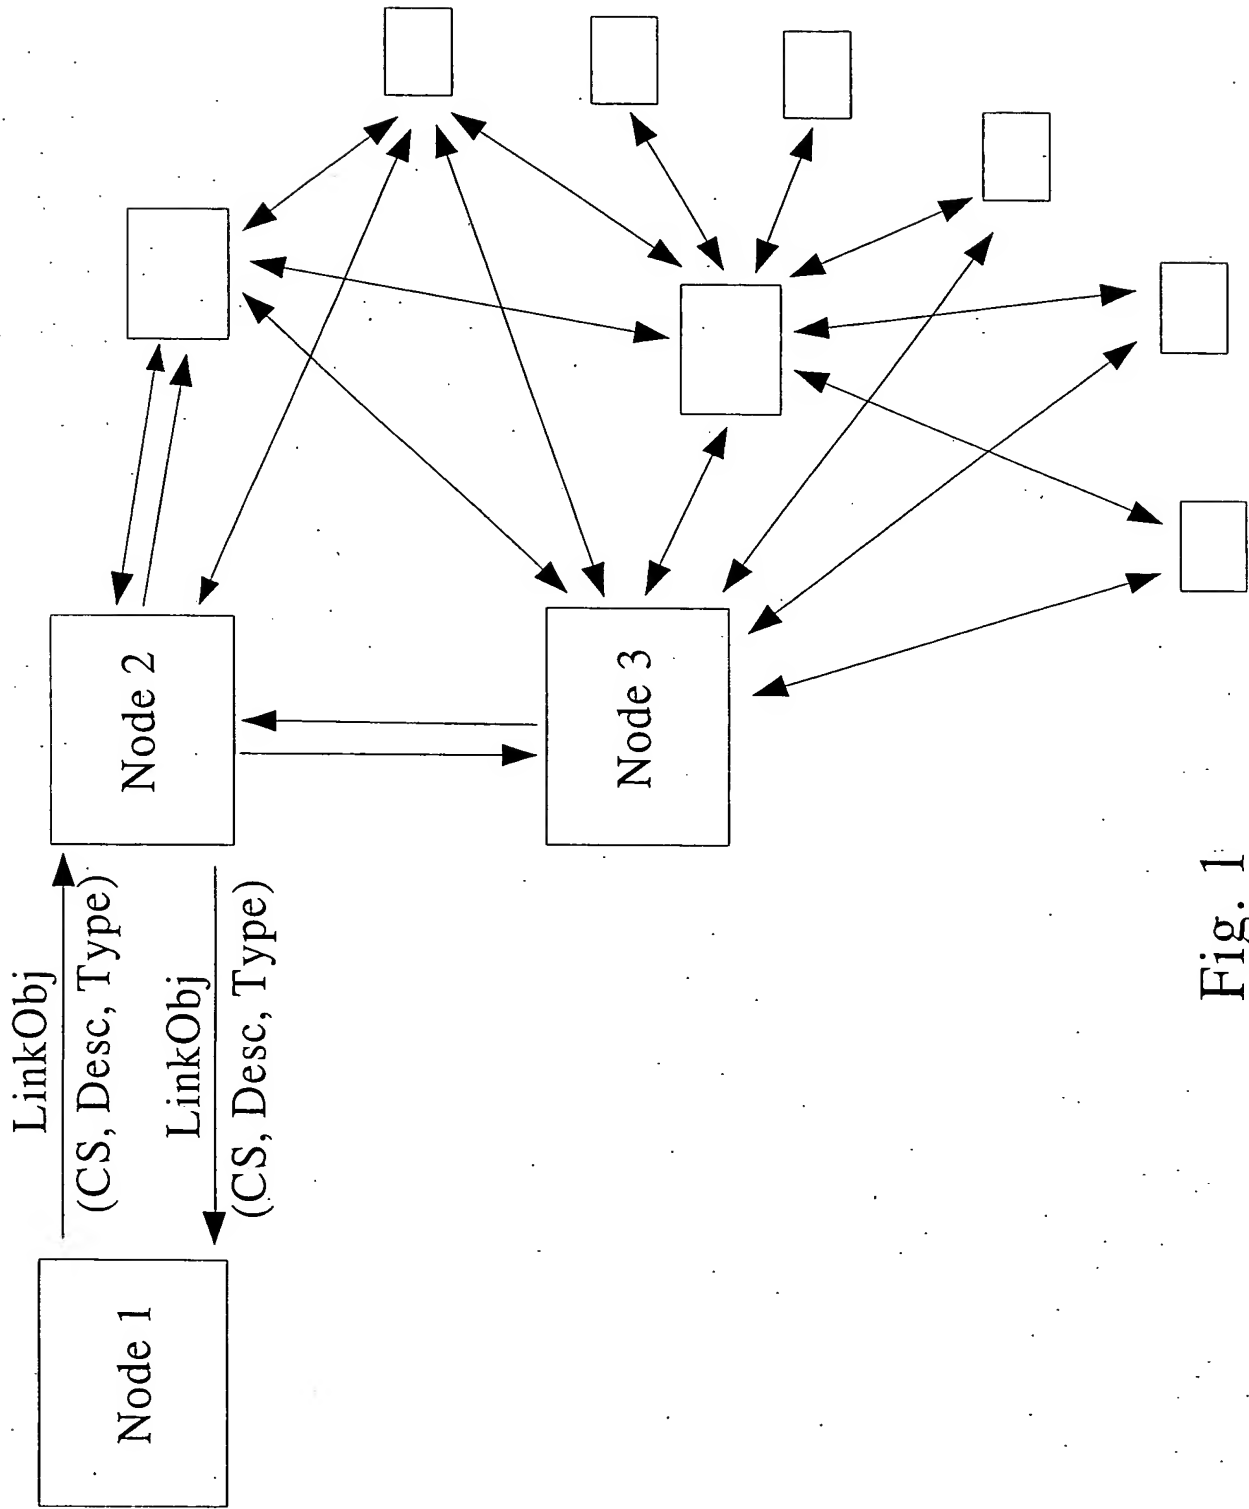 Node 1
LinkObj
(CS, Desc, Type)
LinkObj
(CS, Desc, Type)
Node 2
Node 3
Fig. 1